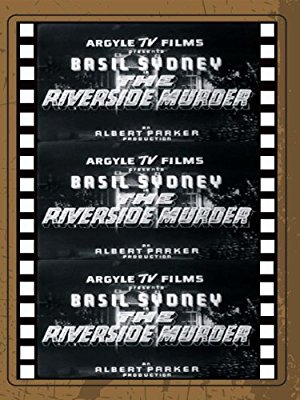 ARGYLE TV FILMS
presents
BASIL SYDNEY
THE
RIVERSIDE MURDER
AN
ALBERT PARKER
PRODUCTION
ARGYLE TV FILMS
presents
BASIL SYDNEY
THE
RIVERSIDE MURDER
AN
ALBERT PARKER
PRODUCTION
ARGYLE TV FILMS
presents
BASIL SYDNEY
THE
RIVERSIDE MURDER
AN
ALBERT PARKER
PRODUCTION